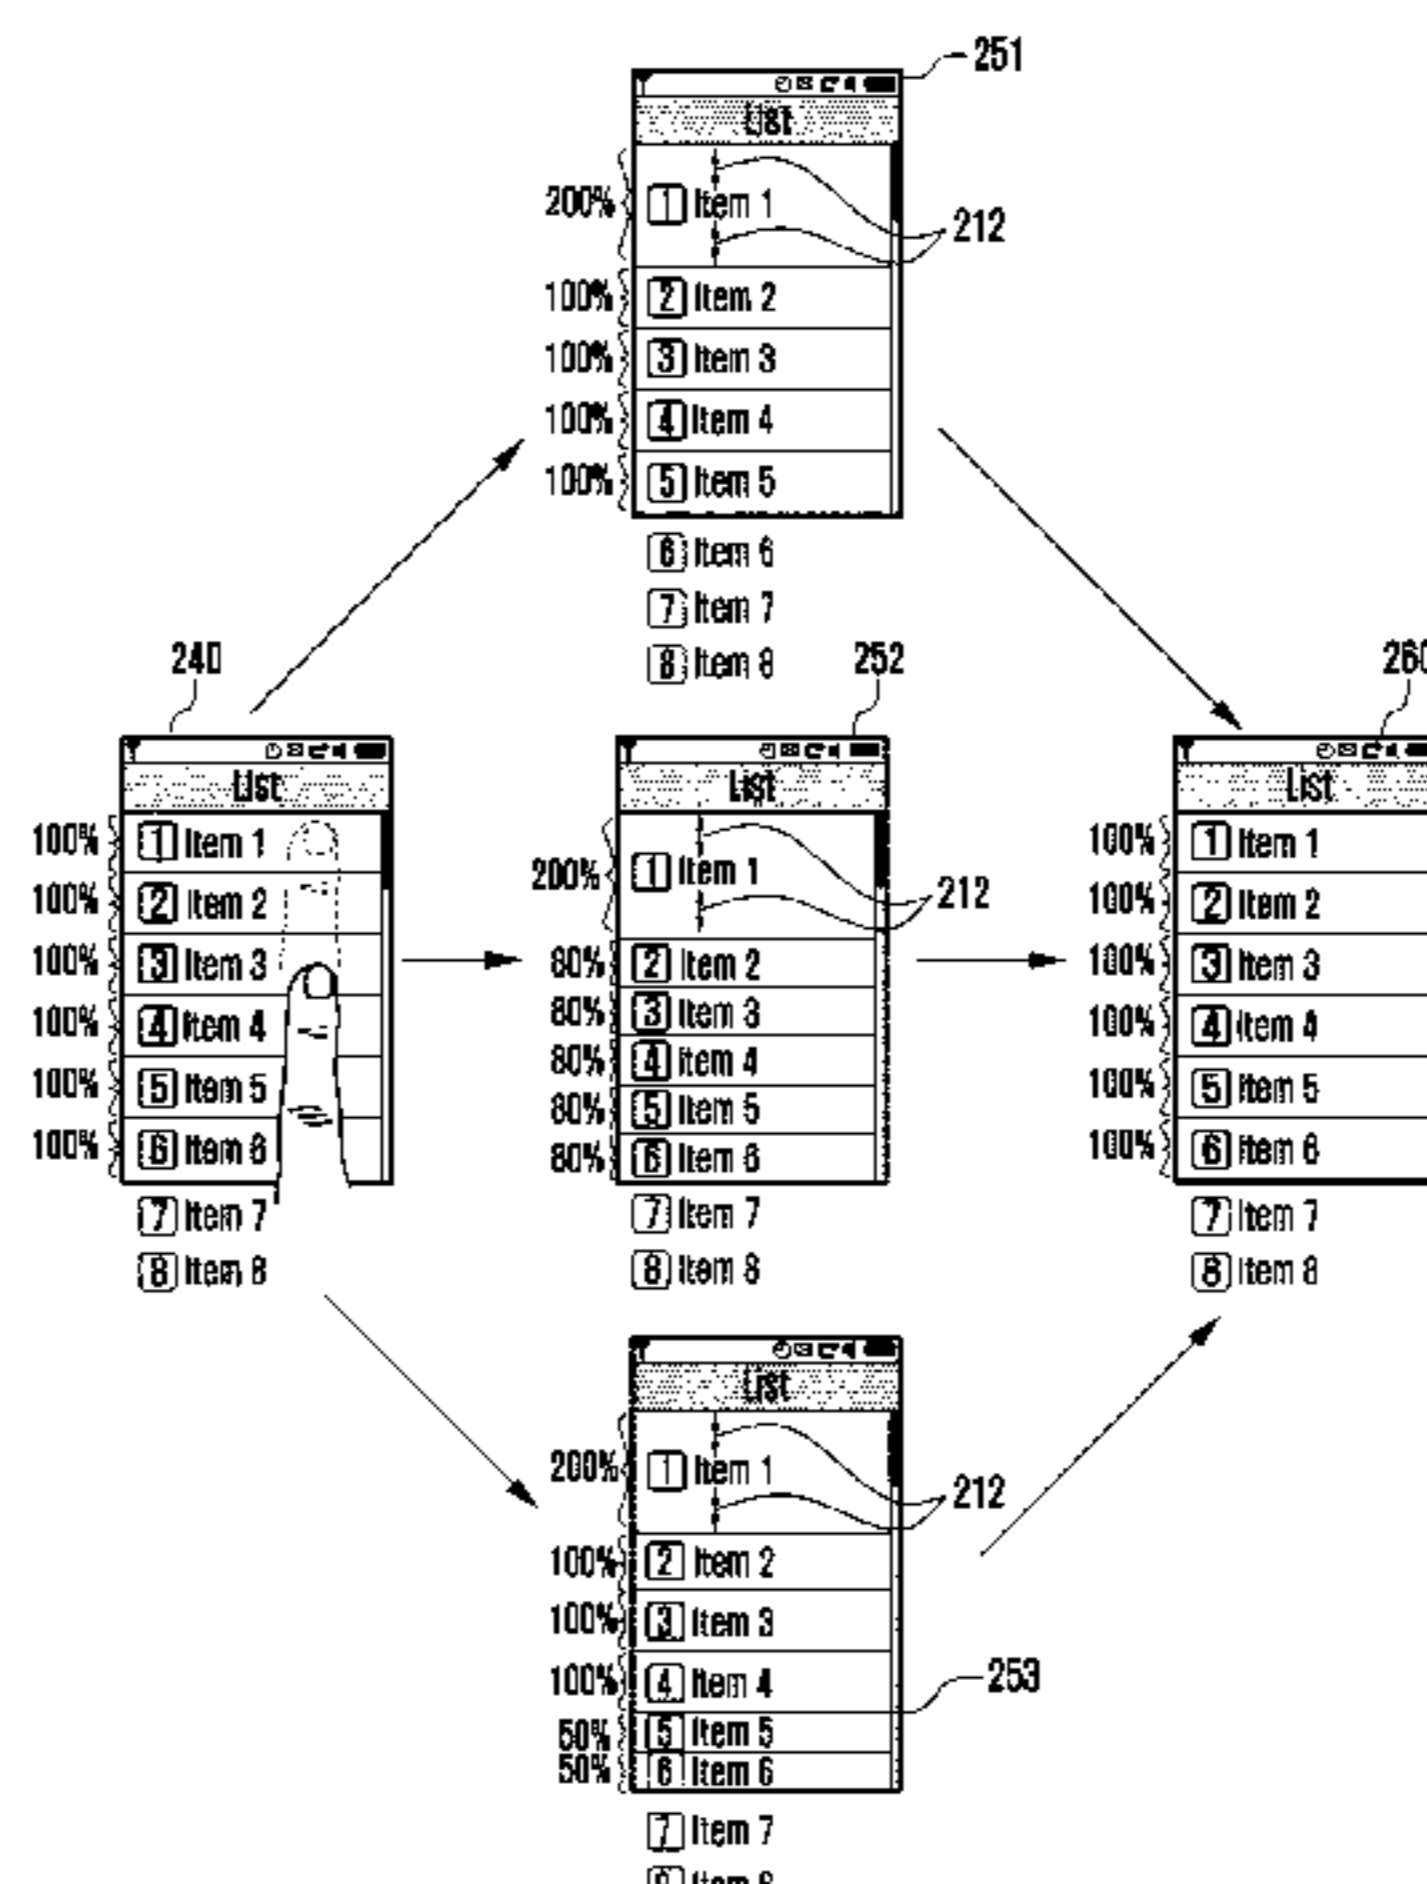 251
List
200% 1 Item 1
212
100% 2 Item 2
100% 3 Item 3
100% 4 Item 4
100% 5 Item 5
6 Item 6
7 Item 7
8 Item 8
240
List
100% 1 Item 1
100% 2 Item 2
100% 3 Item 3
100% 4 Item 4
100% 5 Item 5
100% 6 Item 6
7 Item 7
8 Item 8
252
List
200% 1 Item 1
212
80% 2 Item 2
80% 3 Item 3
80% 4 Item 4
80% 5 Item 5
80% 6 Item 6
7 Item 7
8 Item 8
260
List
100% 1 Item 1
100% 2 Item 2
100% 3 Item 3
100% 4 Item 4
100% 5 Item 5
100% 6 Item 6
7 Item 7
8 Item 8
List
200% 1 Item 1
212
100% 2 Item 2
100% 3 Item 3
100% 4 Item 4
253
50% 5 Item 5
50% 6 Item 6
7 Item 7